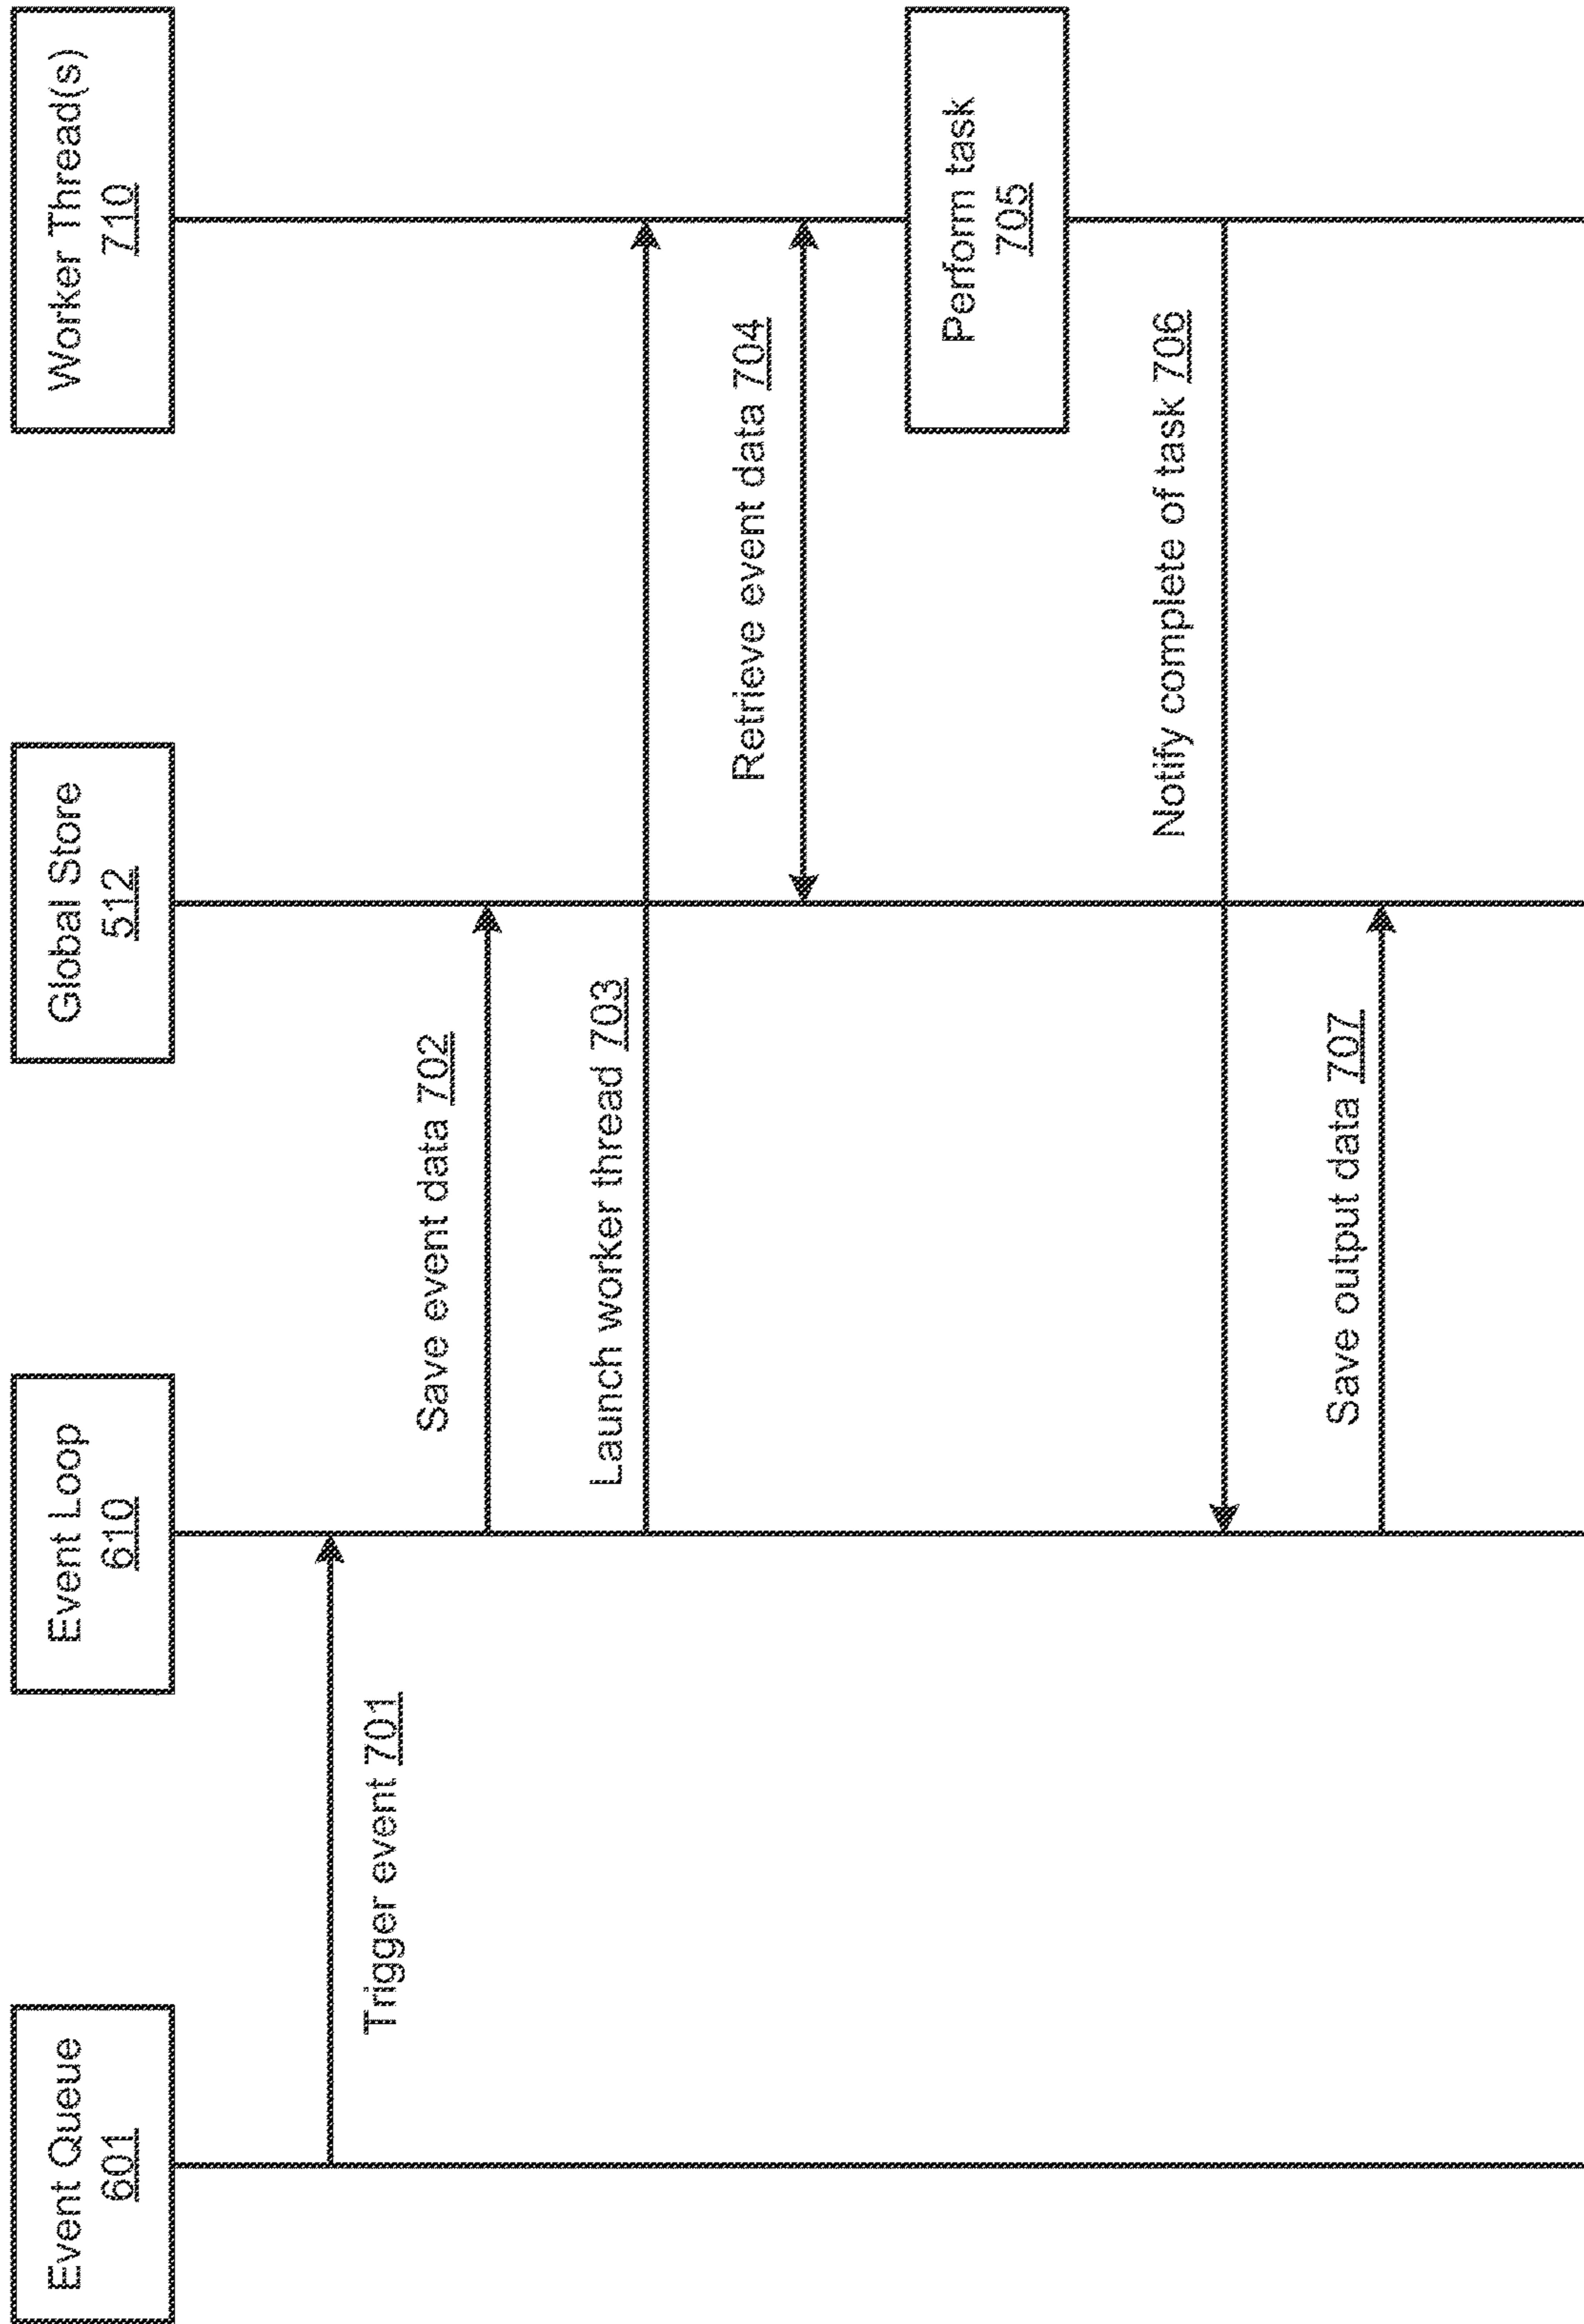 Event Queue
601
Event Loop
610
Global Store
512
Worker Thread(s)
710
Trigger event 701
Save event data 702
Launch worker thread 703
Retrieve event data 704
Perform task
705
Notify complete of task 706
Save output data 707